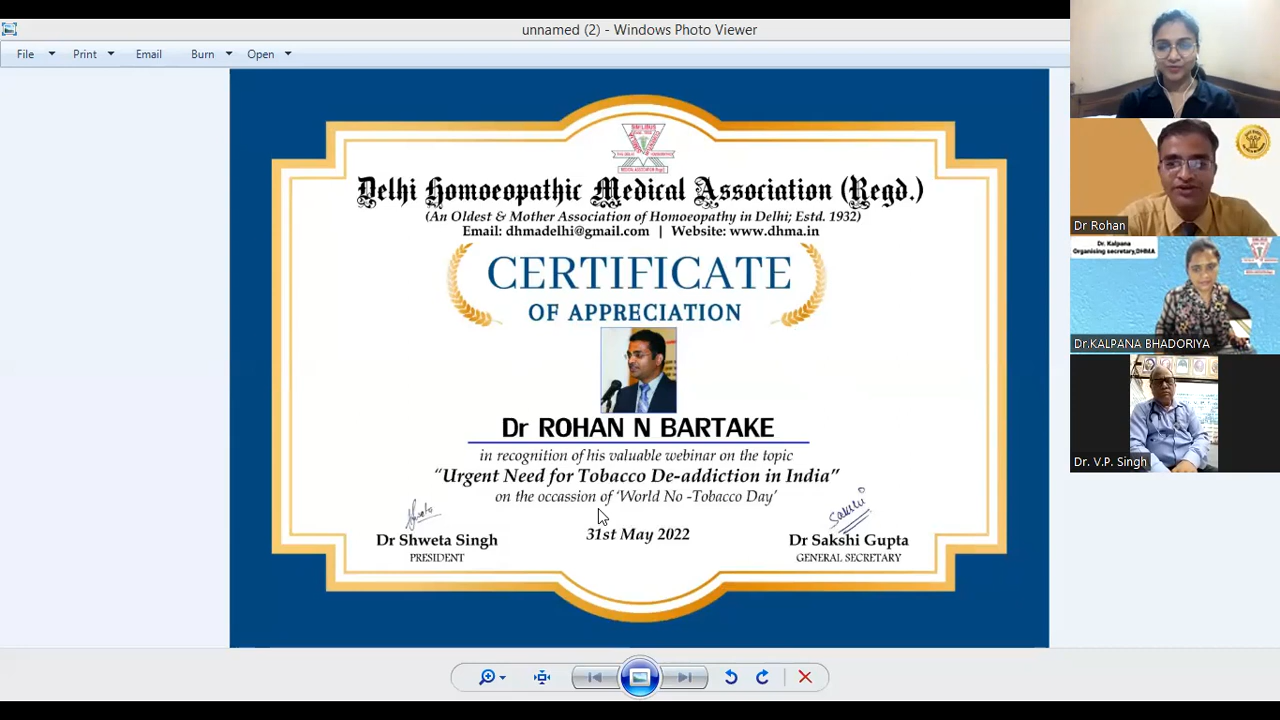 unnamed (2) - Windows Photo Viewer
File Print Email Burn Open
SIMILIBUS
Delhi Homoeopathic Medical Association (Regd.)
(An Oldest & Mother Association of Homoeopathy in Delhi; Estd. 1932)
Email: dhmadelhi@gmail.com | Website: www.dhma.in
CERTIFICATE
OF APPRECIATION
Dr ROHAN N BARTAKE
in recognition of his valuable webinar on the topic
“Urgent Need for Tobacco De-addiction in India”
on the occassion of ‘World No -Tobacco Day’
31st May 2022
Dr Shweta Singh
PRESIDENT
Sakshi
Dr Sakshi Gupta
GENERAL SECRETARY
Dr Rohan
Dr. Kalpana
Organising secretary,DHMA
Dr.KALPANA BHADORIYA
Dr. V.P. Singh